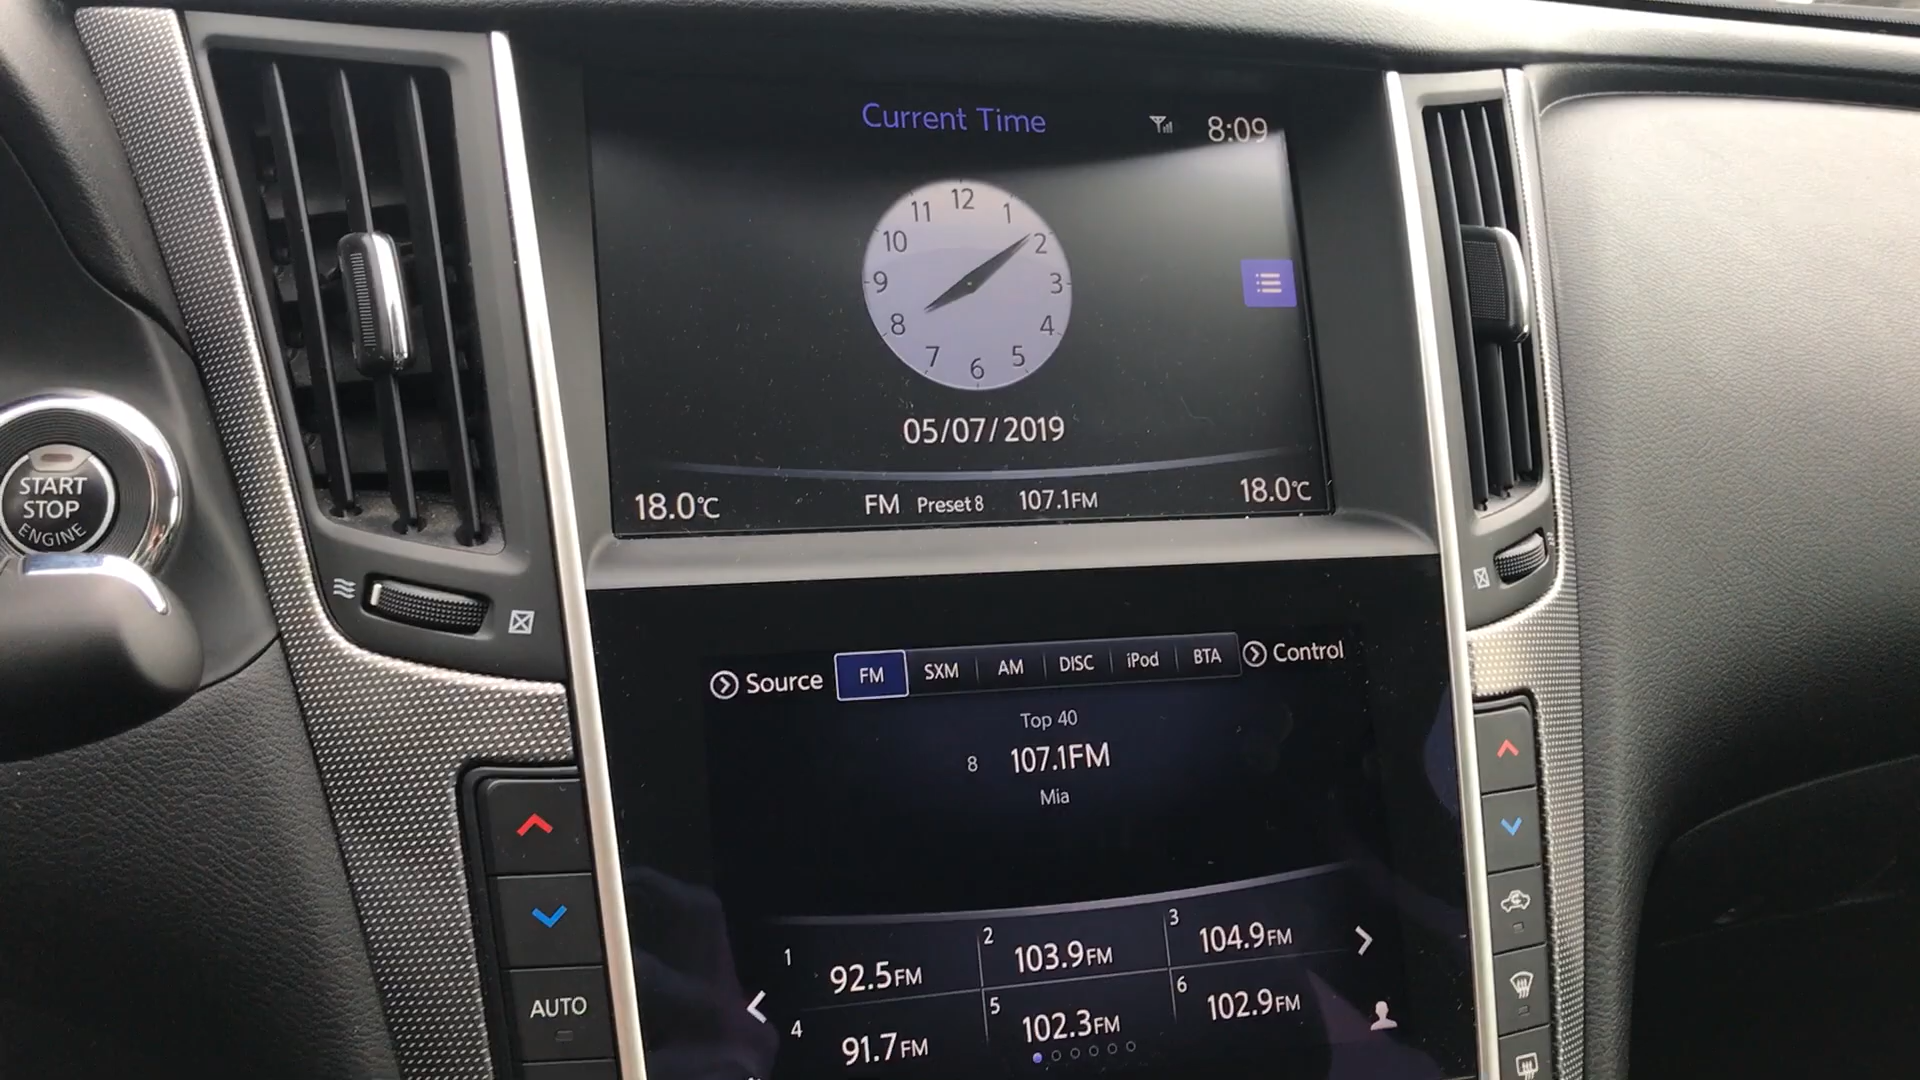 Current Time
8:09
12
11 1
10 2
9 3
8 4
7 5
6
05/07/2019
18.0°C FM Preset 8 107.1FM 18.0°C
START
STOP
ENGINE
Source FM SXM AM DISC iPod BTA Control
Top 40
8 107.1FM
Mia
1 92.5FM 2 103.9FM 3 104.9FM
4 91.7FM 5 102.3FM 6 102.9FM
AUTO